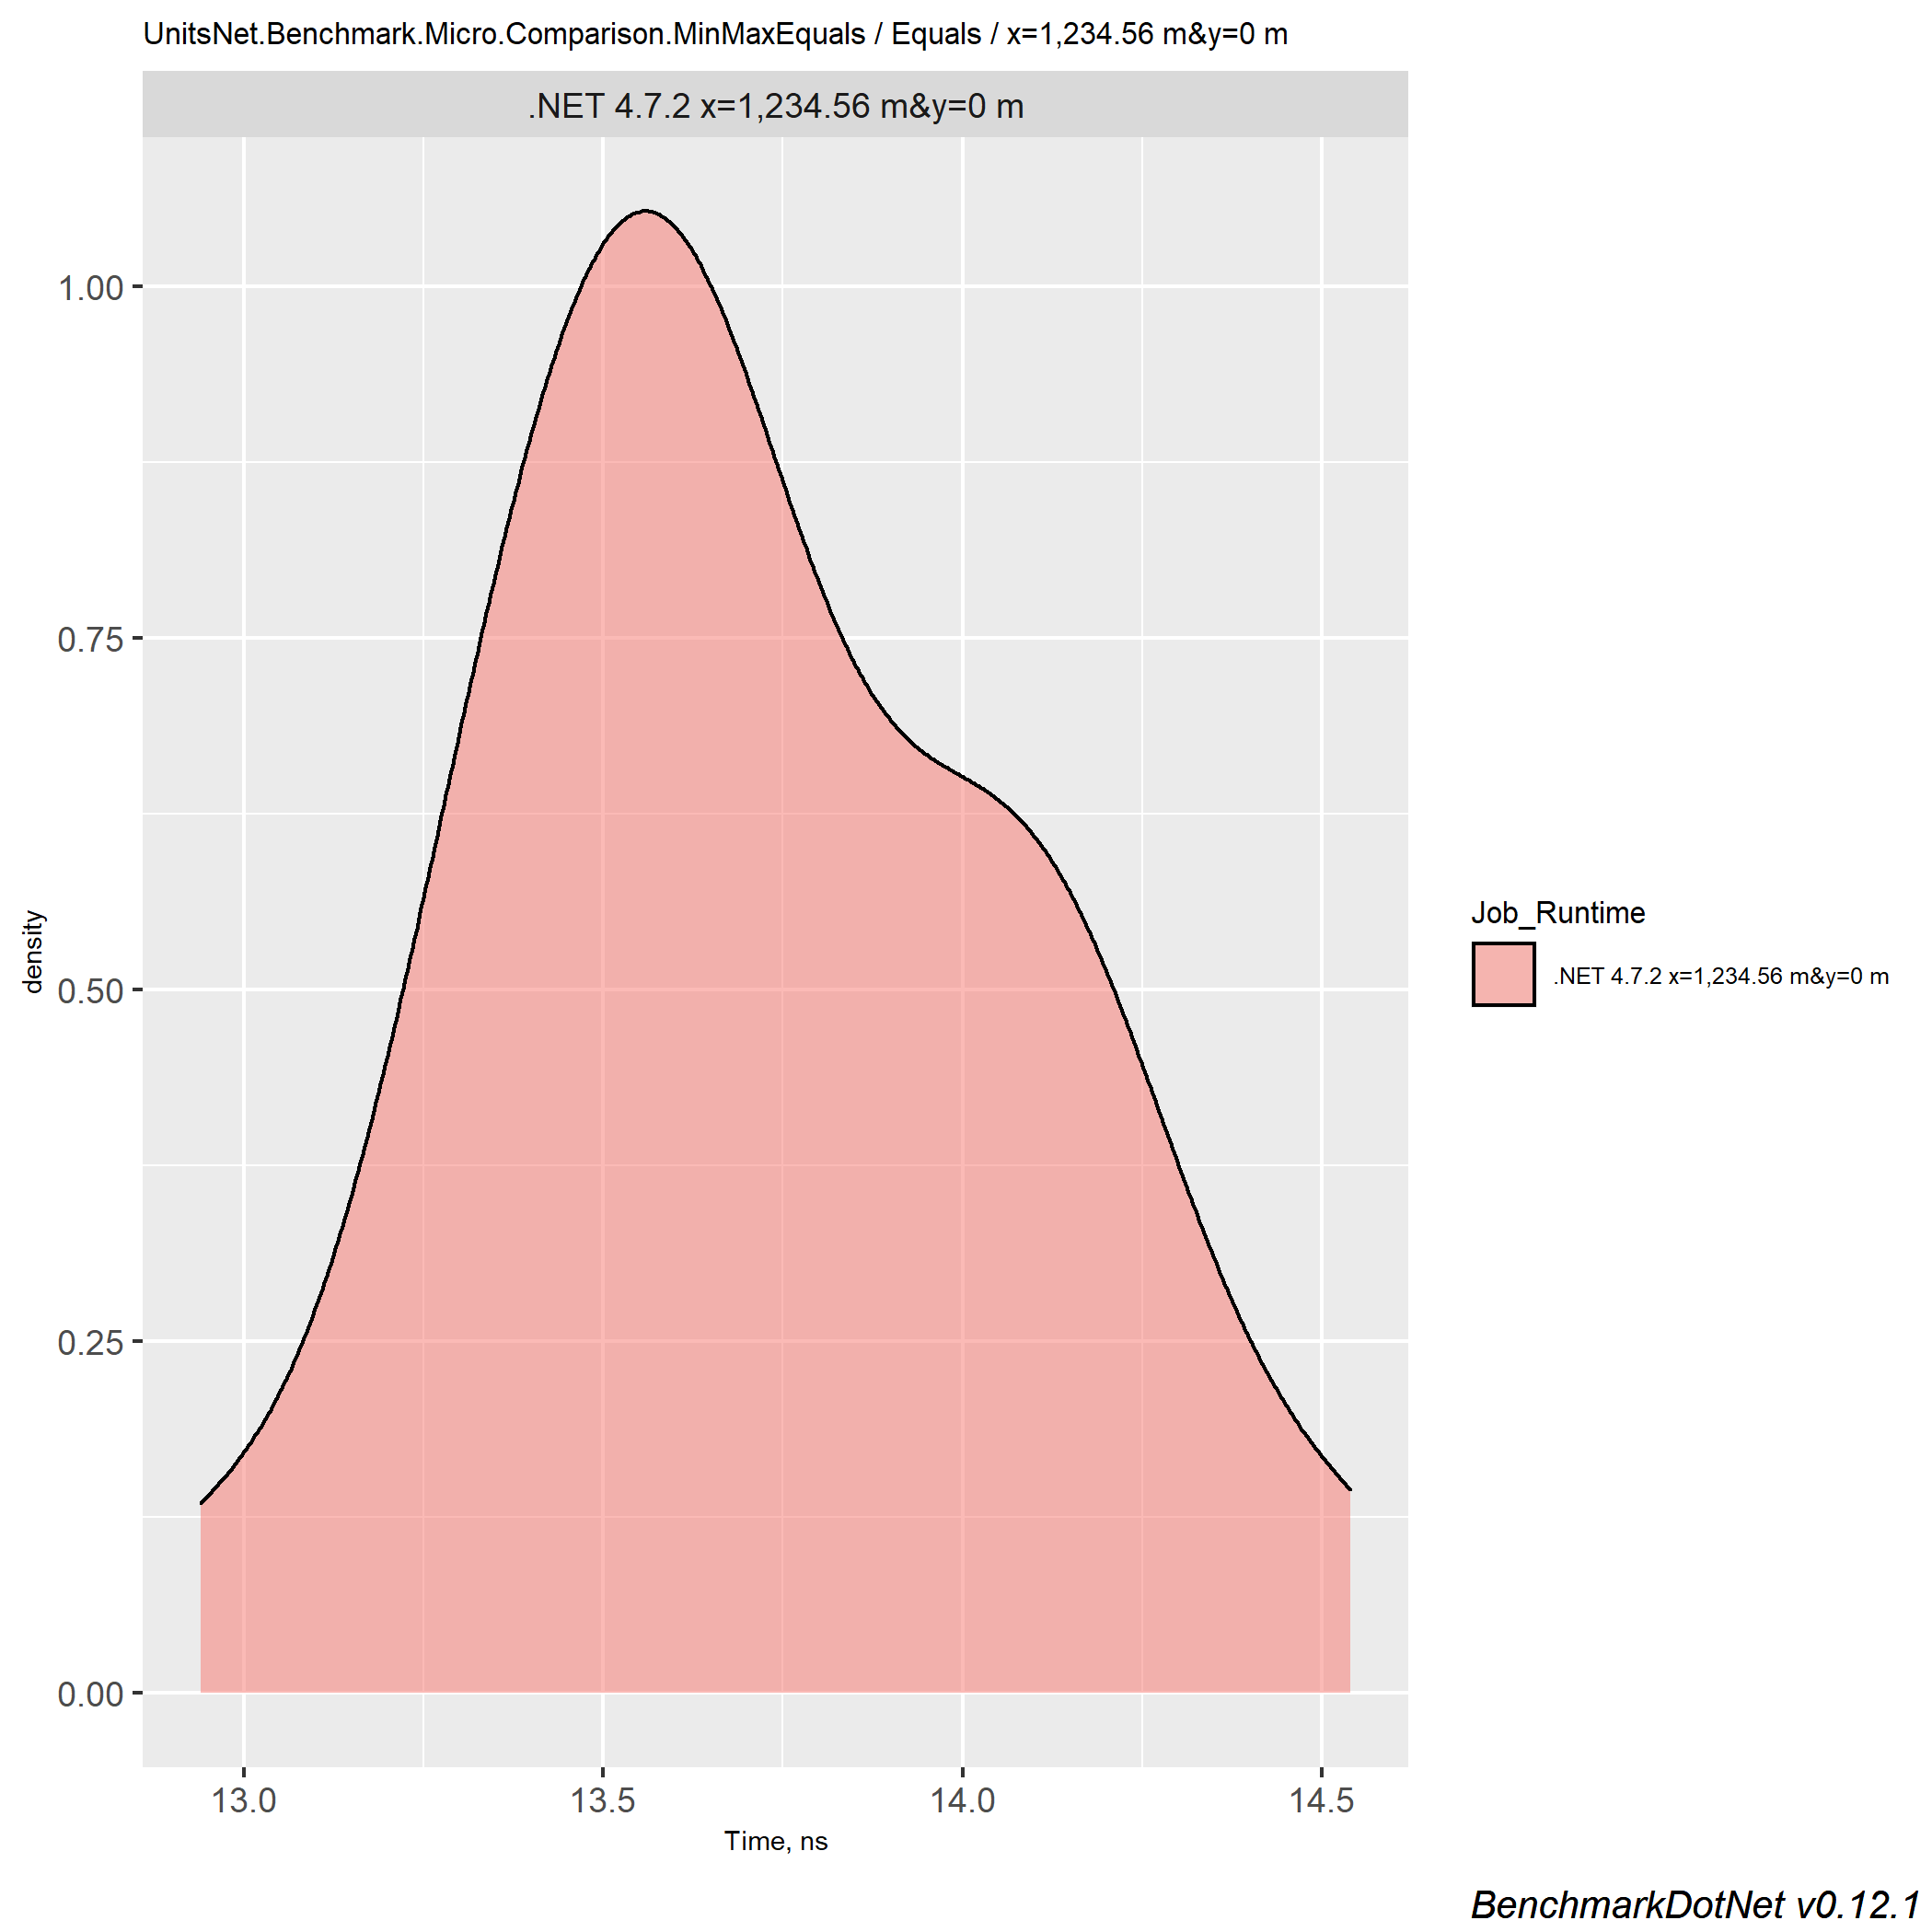 UnitsNet.Benchmark.Micro.Comparison.MinMaxEquals / Equals / x=1,234.56 m&y=0 m
.NET 4.7.2 x=1,234.56 m&y=0 m
1.00
0.75
0.50
0.25
0.00
density
13.0 13.5 14.0 14.5
Time, ns
Job_Runtime
.NET 4.7.2 x=1,234.56 m&y=0 m
BenchmarkDotNet v0.12.1